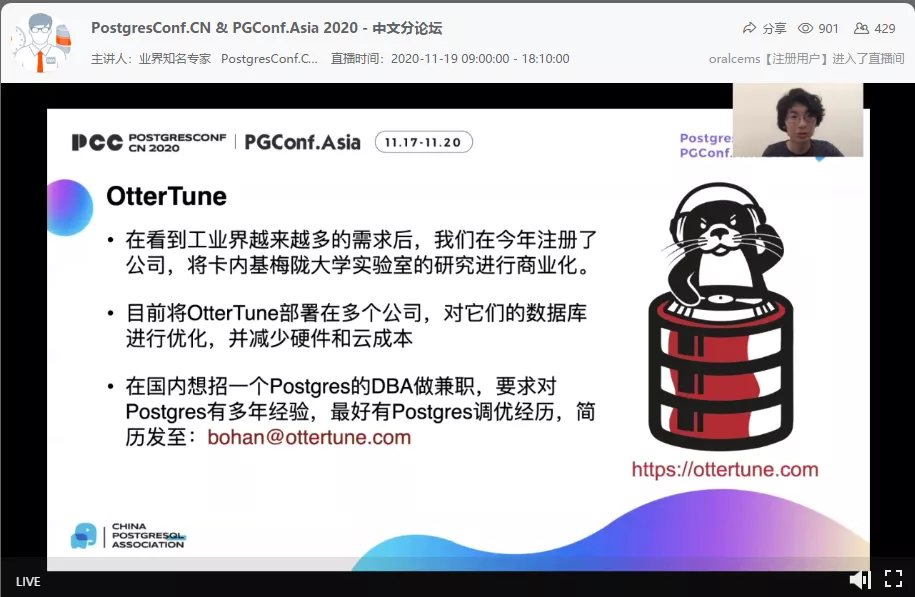 PostgresConf.CN & PGConf.Asia 2020 - 中文分论坛
分享 901 429
主讲人: 业界知名专家 PostgresConf.C... 直播时间: 2020-11-19 09:00:00 - 18:10:00
oralcems【注册用户】进入了直播间
PCC POSTGRESCONF
CN 2020
PGConf.Asia
11.17-11.20
Postgre
PGConf.
OtterTune
• 在看到工业界越来越多的需求后，我们在今年注册了
公司，将卡内基梅陇大学实验室的研究进行商业化。
• 目前将OtterTune部署在多个公司，对它们的数据库
进行优化，并减少硬件和云成本
• 在国内想招一个Postgres的DBA做兼职，要求对
Postgres有多年经验，最好有Postgres调优经历，简
历发至：bohan@ottertune.com
https://ottertune.com
CHINA
POSTGRESQL
ASSOCIATION
LIVE